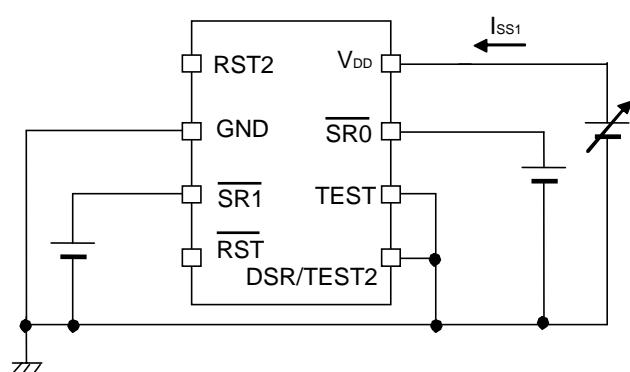 ISS1
RST2
VDD
GND
SR0
SR1
TEST
RST
DSR/TEST2